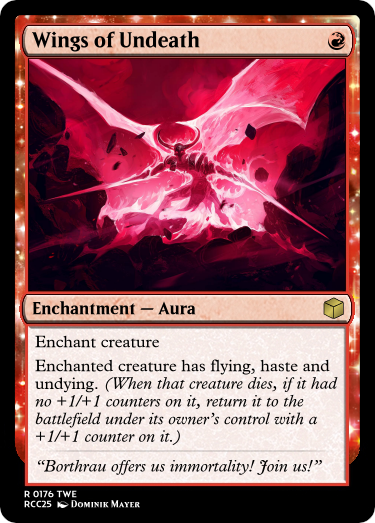 Wings of Undeath
Enchantment — Aura
Enchant creature
Enchanted creature has flying, haste and
undying. (When that creature dies, if it had
no +1/+1 counters on it, return it to the
battlefield under its owner's control with a
+1/+1 counter on it.)
“Borthrau offers us immortality! Join us!”
R 0176 TWE
RCC25 Dominik Mayer